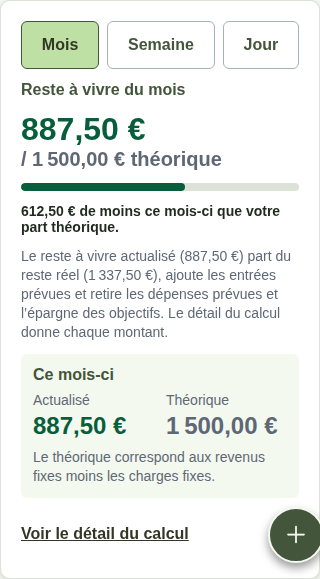 Mois
Semaine
Jour
Reste à vivre du mois
887,50 €
/ 1 500,00 € théorique
612,50 € de moins ce mois-ci que votre
part théorique.
Le reste à vivre actualisé (887,50 €) part du
reste réel (1 337,50 €), ajoute les entrées
prévues et retire les dépenses prévues et
l'épargne des objectifs. Le détail du calcul
donne chaque montant.
Ce mois-ci
Actualisé
Théorique
887,50 €
1 500,00 €
Le théorique correspond aux revenus
fixes moins les charges fixes.
Voir le détail du calcul
+